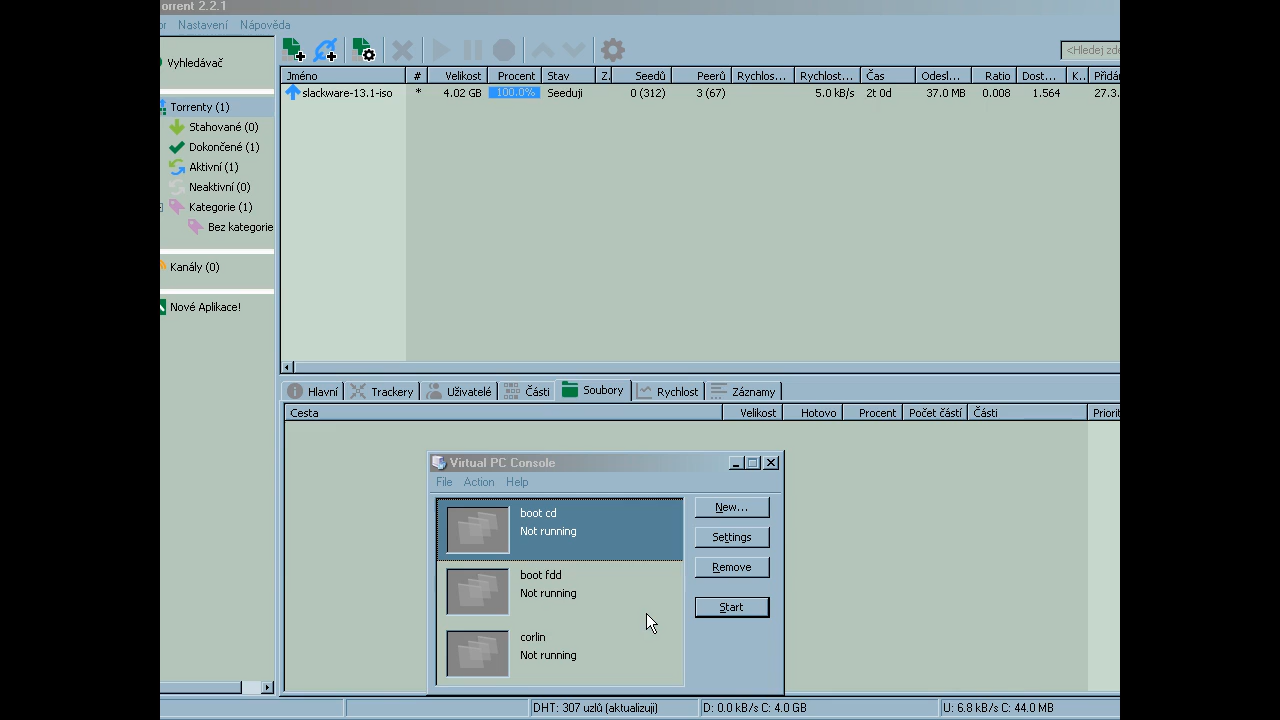 orrent 2.2.1
or Nastavení Nápověda
Vyhledávač
<Hledej zde
Jméno # Velikost Procent Stav Z. Seedů Peerů Rychlos... Rychlost... Čas Odesl... Ratio Dost... K.. Přidá
slackware-13.1-iso * 4.02 GB 100.0% Seeduji 0 (312) 3 (67) 5.0 kB/s 2t 0d 37.0 MB 0.008 1.564 27.3.
Torrenty (1)
Stahované (0)
Dokončené (1)
Aktivní (1)
Neaktivní (0)
Kategorie (1)
Bez kategorie
Kanály (0)
Nové Aplikace!
Hlavní Trackery Uživatelé Části Soubory Rychlost Záznamy
Cesta Velikost Hotovo Procent Počet částí Části Priorit
Virtual PC Console
File Action Help
boot cd
Not running
boot fdd
Not running
corlin
Not running
New...
Settings
Remove
Start
DHT: 307 uzlů (aktualizuji) D: 0.0 kB/s C: 4.0 GB U: 6.8 kB/s C: 44.0 MB